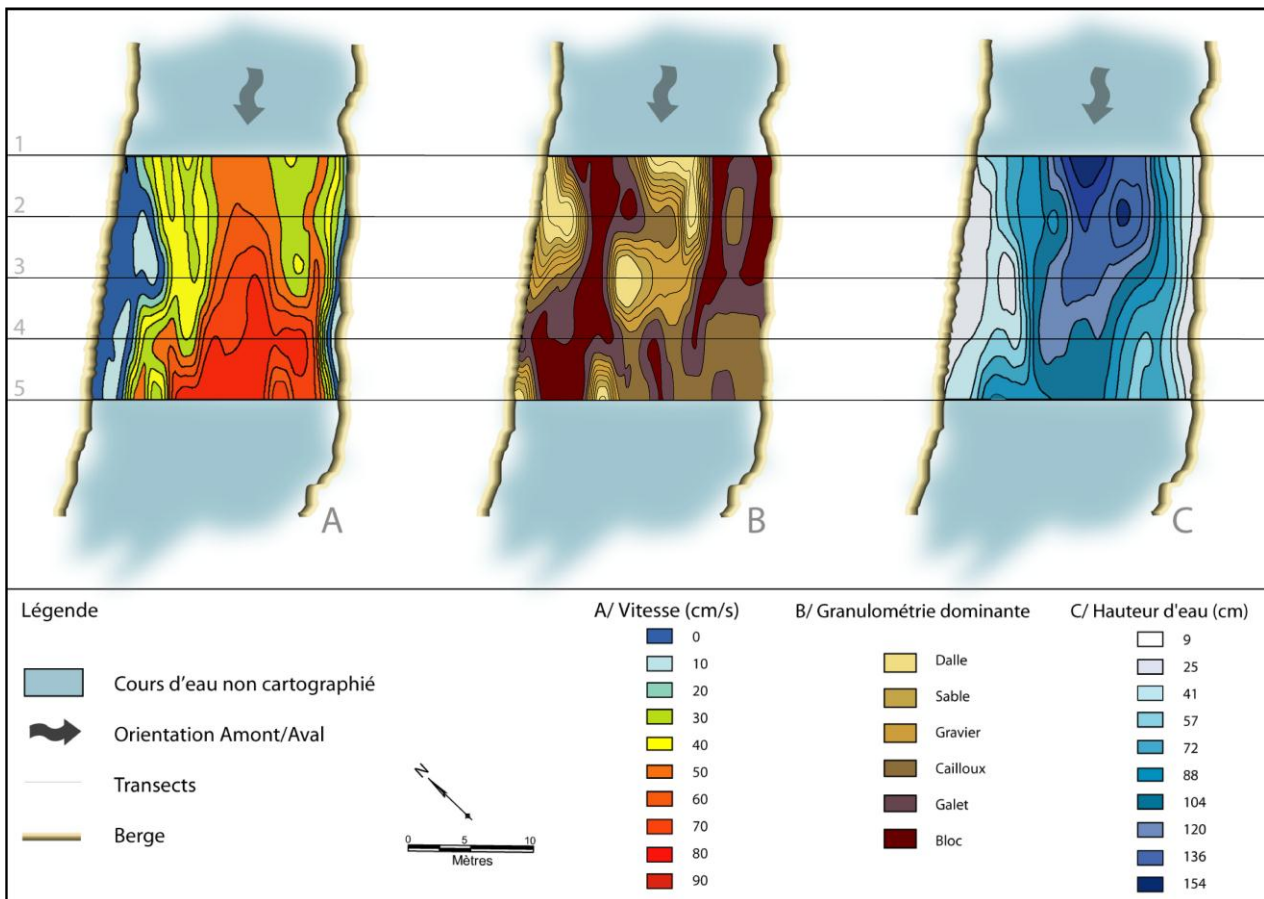 1
2
3
4
5
A
B
C
Légende
Cours d'eau non cartographié
Orientation Amont/Aval
Transects
Berge
N
0 5 10
Mètres
A/ Vitesse (cm/s)
0
10
20
30
40
50
60
70
80
90
B/ Granulométrie dominante
Dalle
Sable
Gravier
Cailloux
Galet
Bloc
C/ Hauteur d'eau (cm)
9
25
41
57
72
88
104
120
136
154